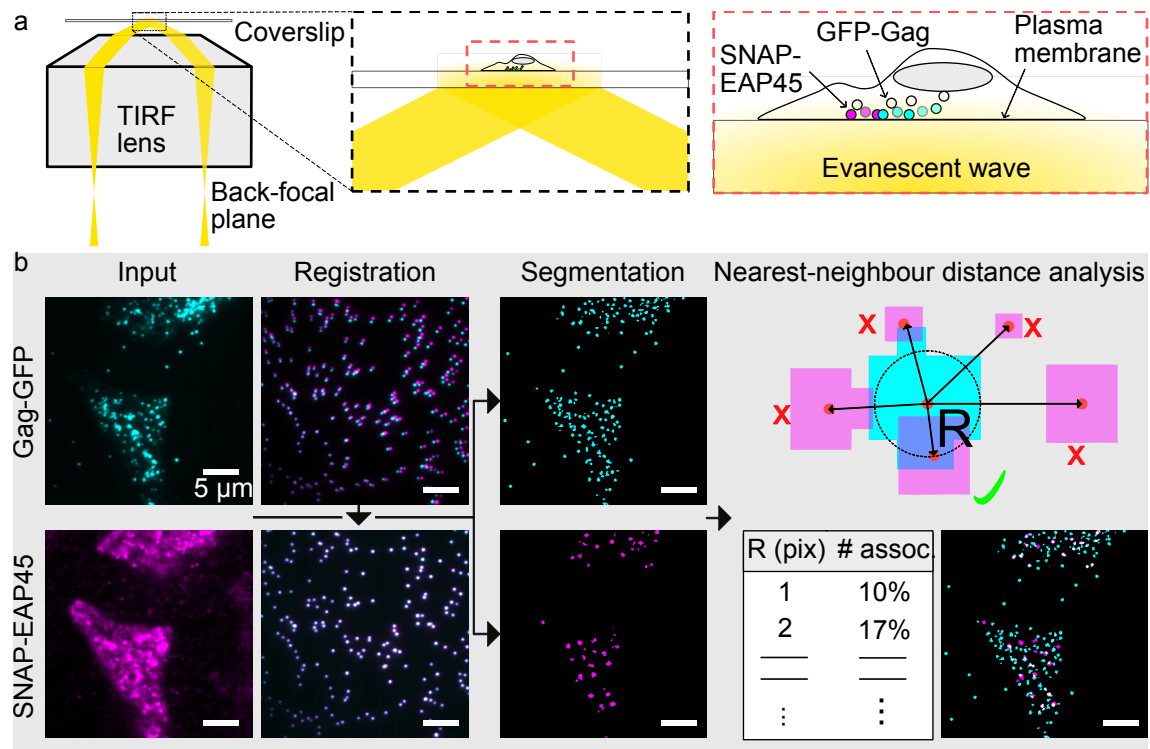 a
Coverslip
TIRF
lens
Back-focal
plane
SNAP-
EAP45
GFP-Gag
Plasma
membrane
Evanescent wave
b
Input
Registration
Segmentation
Nearest-neighbour distance analysis
Gag-GFP
5 µm
SNAP-EAP45
X
X
X
X
R
R (pix)
# assoc.
1
10%
2
17%